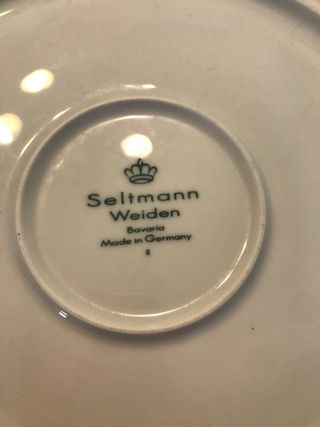 Seltmann
Weiden
Bavaria
Made in Germany
6